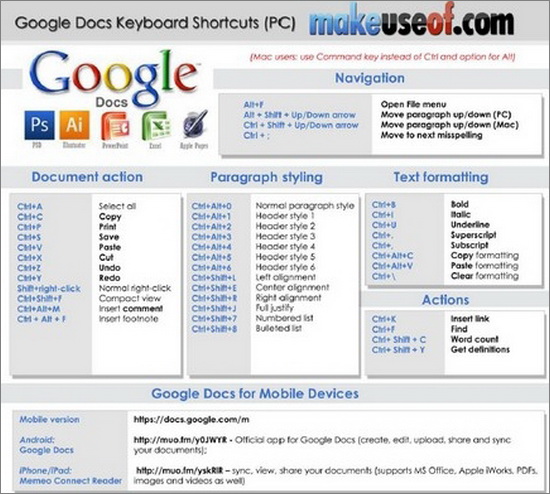 Google Docs Keyboard Shortcuts (PC) makeuseof.com
(Mac users: use Command key instead of Ctrl and option for Alt)
Google
Docs
Ps Ai
PSD Illustrator PowerPoint Excel Apple Pages
Navigation
Alt+F Open File menu
Alt + Shift + Up/Down arrow Move paragraph up/down (PC)
Ctrl + Shift + Up/Down arrow Move paragraph up/down (Mac)
Ctrl + ; Move to next misspelling
Document action
Ctrl+A Select all
Ctrl+C Copy
Ctrl+P Print
Ctrl+S Save
Ctrl+V Paste
Ctrl+X Cut
Ctrl+Z Undo
Ctrl+Y Redo
Shift+right-click Normal right-click
Ctrl+Shift+F Compact view
Ctrl+Alt+M Insert comment
Ctrl + Alt + F Insert footnote
Paragraph styling
Ctrl+Alt+0 Normal paragraph style
Ctrl+Alt+1 Header style 1
Ctrl+Alt+2 Header style 2
Ctrl+Alt+3 Header style 3
Ctrl+Alt+4 Header style 4
Ctrl+Alt+5 Header style 5
Ctrl+Alt+6 Header style 6
Ctrl+Shift+L Left alignment
Ctrl+Shift+E Center alignment
Ctrl+Shift+R Right alignment
Ctrl+Shift+J Full justify
Ctrl+Shift+7 Numbered list
Ctrl+Shift+8 Bulleted list
Text formatting
Ctrl+B Bold
Ctrl+I Italic
Ctrl+U Underline
Ctrl+. Superscript
Ctrl+, Subscript
Ctrl+Alt+C Copy formatting
Ctrl+Alt+V Paste formatting
Ctrl+\ Clear formatting
Actions
Ctrl+K Insert link
Ctrl+F Find
Ctrl+ Shift + C Word count
Ctrl+ Shift + Y Get definitions
Google Docs for Mobile Devices
Mobile version https://docs.google.com/m
Android: http://muo.fm/y0JWYR - Official app for Google Docs (create, edit, upload, share and sync
Google Docs your documents);
iPhone/iPad: http://muo.fm/yskRlR – sync, view, share your documents (supports MS Office, Apple iWorks, PDFs,
Memeo Connect Reader images and videos as well)